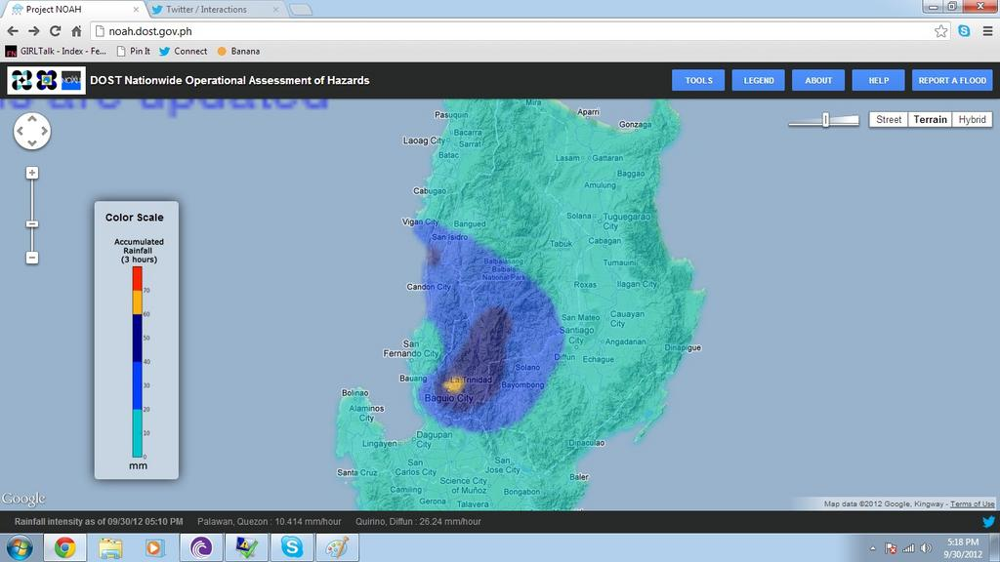 Project NOAH
Twitter / Interactions
noah.dost.gov.ph
GIRLTalk - Index - Fe...
Pin It
Connect
Banana
DOST Nationwide Operational Assessment of Hazards
TOOLS
LEGEND
ABOUT
HELP
REPORT A FLOOD
are updated
Street
Terrain
Hybrid
Color Scale
Accumulated
Rainfall
(3 hours)
70
60
50
40
30
20
10
0
mm
Mira
Pasuquin
Aparri
Gonzaga
Bacarra
Laoag City
Sarrat
Batac
Lasam
Gattaran
Baggao
Cabugao
Amulung
Vigan City
Bangued
Solana
Tuguegarao
City
San Isidro
Tabuk
Cabagan
Balbalasang
Balbalan
National Park
Tumauini
Candon City
Roxas
Ilagan City
San Mateo
Cauayan
City
Santiago
City
San
Fernando City
Angadanan
Dinapigue
Diffun
Echague
Bauang
La Trinidad
Solano
Bayombong
Bolinao
Baguio City
Alaminos
City
Dagupan
City
Lingayen
Dipaculao
San
Carlos City
San
Jose City
Santa Cruz
Science City
of Muñoz
Baler
Camiling
Bongabon
Gerona
Talavera
Google
Map data ©2012 Google, Kingway - Terms of Use
Rainfall intensity as of 09/30/12 05:10 PM
Palawan, Quezon : 10.414 mm/hour
Quirino, Diffun : 26.24 mm/hour
5:18 PM
9/30/2012